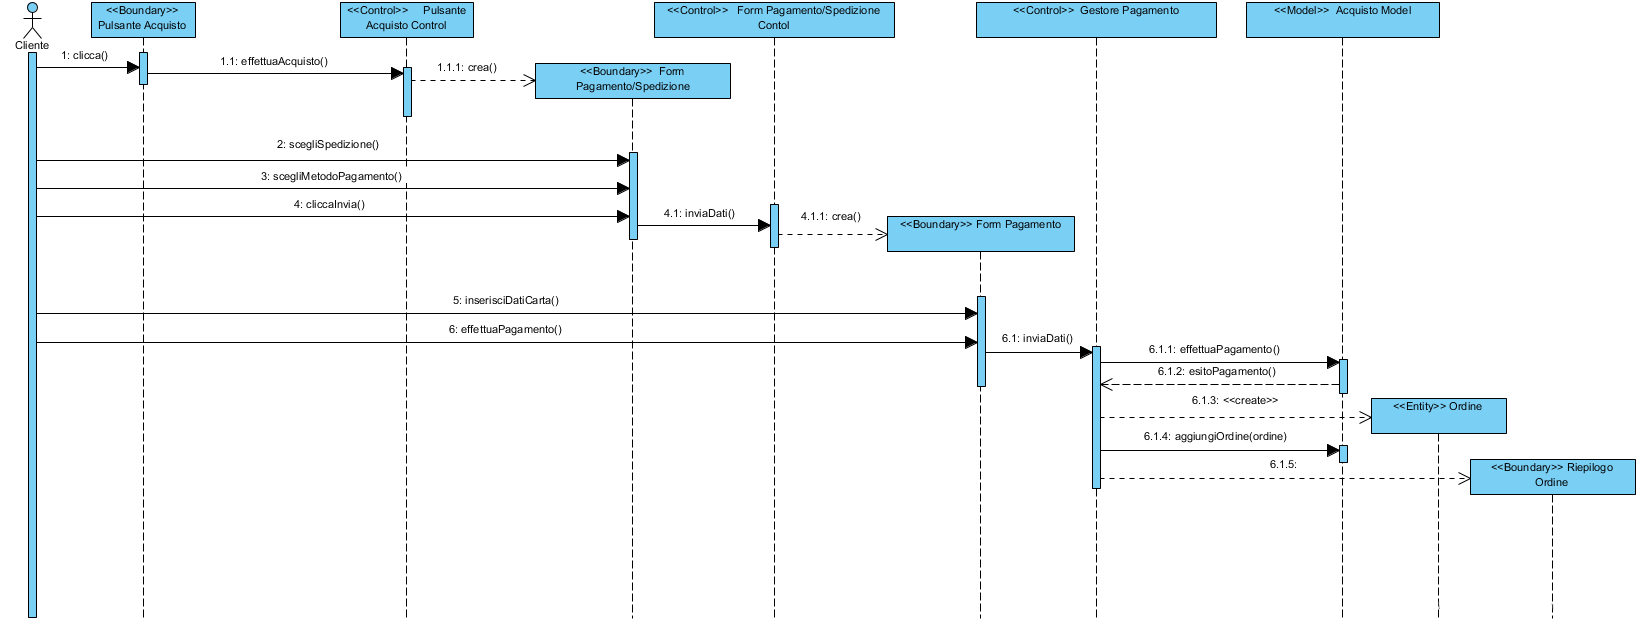 <<Boundary>>
Pulsante Acquisto
<<Control>> Pulsante
Acquisto Control
<<Control>> Form Pagamento/Spedizione
Contol
<<Control>> Gestore Pagamento
<<Model>> Acquisto Model
Cliente
1: clicca()
1.1: effettuaAcquisto()
1.1.1: crea()
<<Boundary>> Form
Pagamento/Spedizione
2: scegliSpedizione()
3: scegliMetodoPagamento()
4: cliccaInvia()
4.1: inviaDati()
4.1.1: crea()
<<Boundary>> Form Pagamento
5: inserisciDatiCarta()
6: effettuaPagamento()
6.1: inviaDati()
6.1.1: effettuaPagamento()
6.1.2: esitoPagamento()
6.1.3: <<create>>
<<Entity>> Ordine
6.1.4: aggiungiOrdine(ordine)
6.1.5:
<<Boundary>> Riepilogo
Ordine